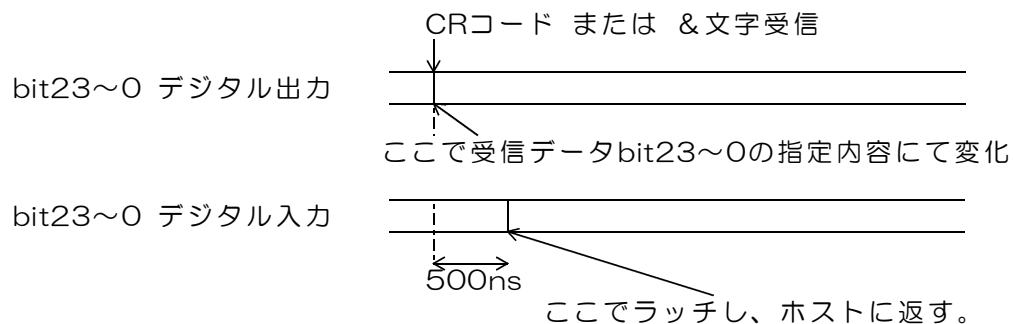 CRコード または &文字受信
bit23～0 デジタル出力
ここで受信データbit23～0の指定内容にて変化
bit23～0 デジタル入力
500ns
ここでラッチし、ホストに返す。